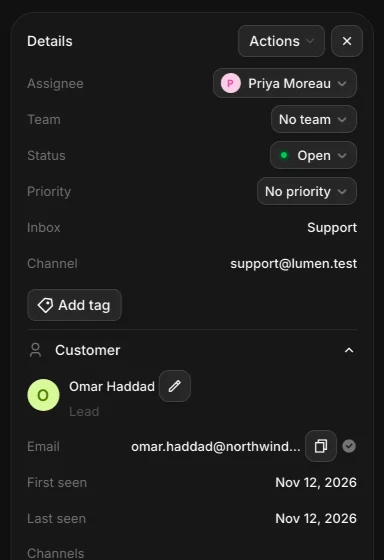 Details
Actions
Assignee
P Priya Moreau
Team
No team
Status
Open
Priority
No priority
Inbox
Support
Channel
support@lumen.test
Add tag
Customer
O
Omar Haddad
Lead
Email
omar.haddad@northwind...
First seen
Nov 12, 2026
Last seen
Nov 12, 2026
Channels